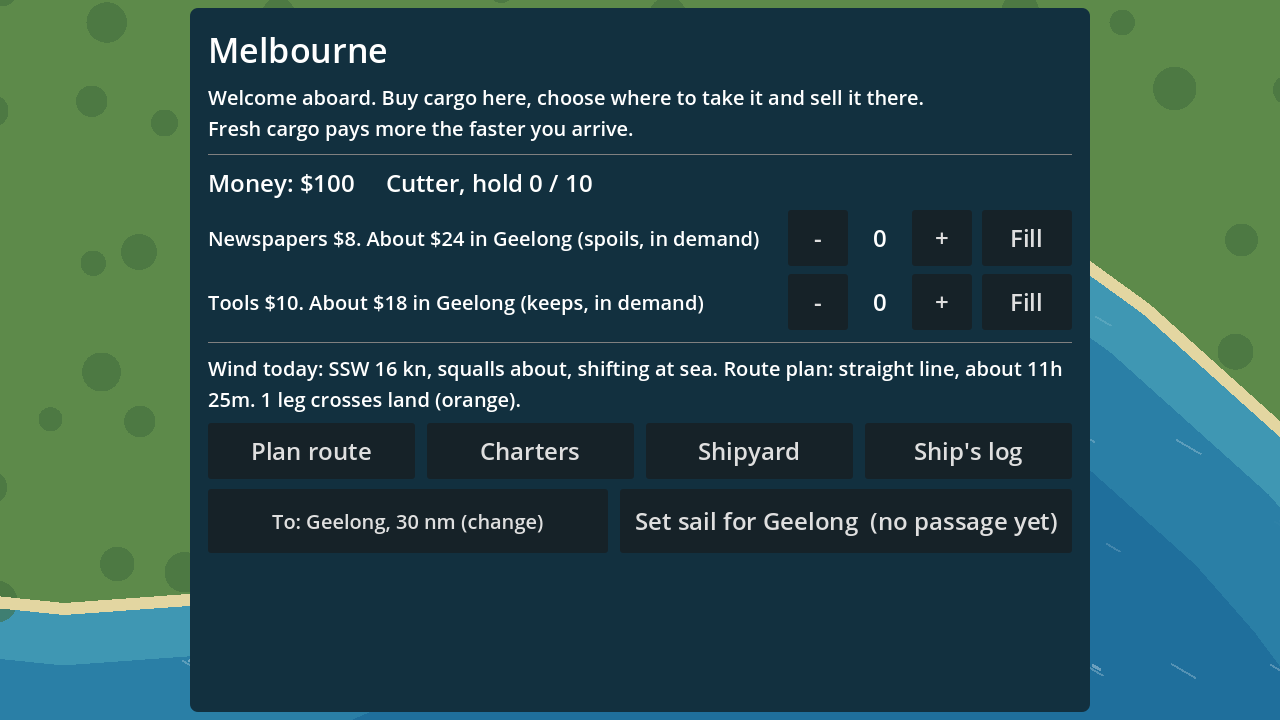 Melbourne
Welcome aboard. Buy cargo here, choose where to take it and sell it there.
Fresh cargo pays more the faster you arrive.
Money: $100 Cutter, hold 0 / 10
Newspapers $8. About $24 in Geelong (spoils, in demand) - 0 + Fill
Tools $10. About $18 in Geelong (keeps, in demand) - 0 + Fill
Wind today: SSW 16 kn, squalls about, shifting at sea. Route plan: straight line, about 11h
25m. 1 leg crosses land (orange).
Plan route Charters Shipyard Ship's log
To: Geelong, 30 nm (change) Set sail for Geelong (no passage yet)